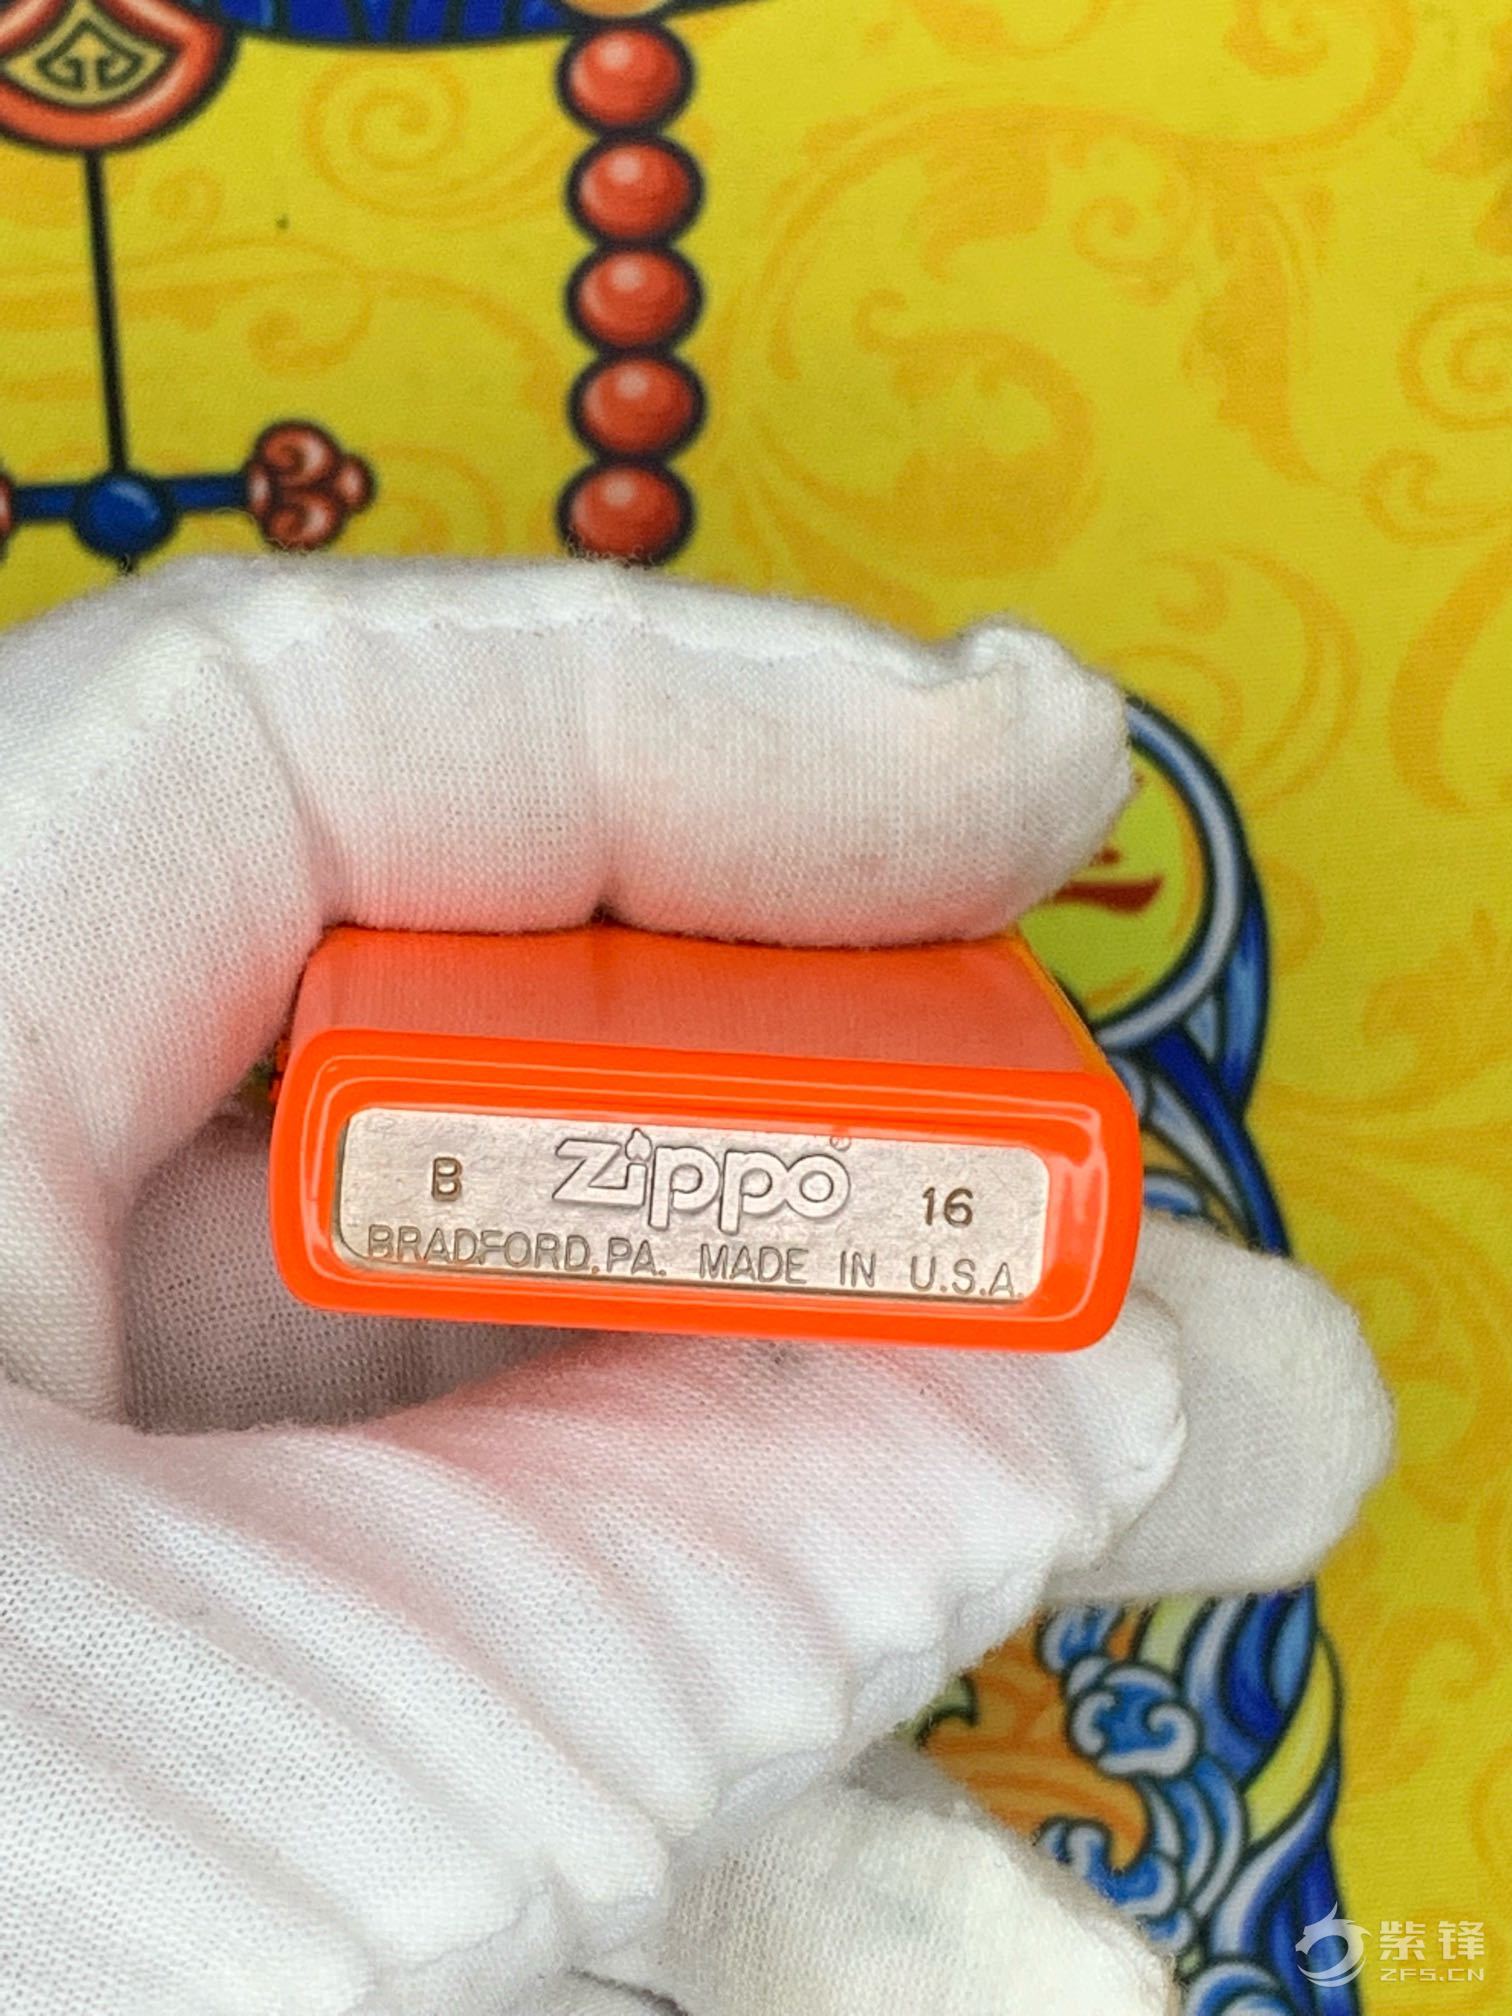 B zippo® 16
BRADFORD, PA. MADE IN U.S.A.
紫锋
ZFS.CN